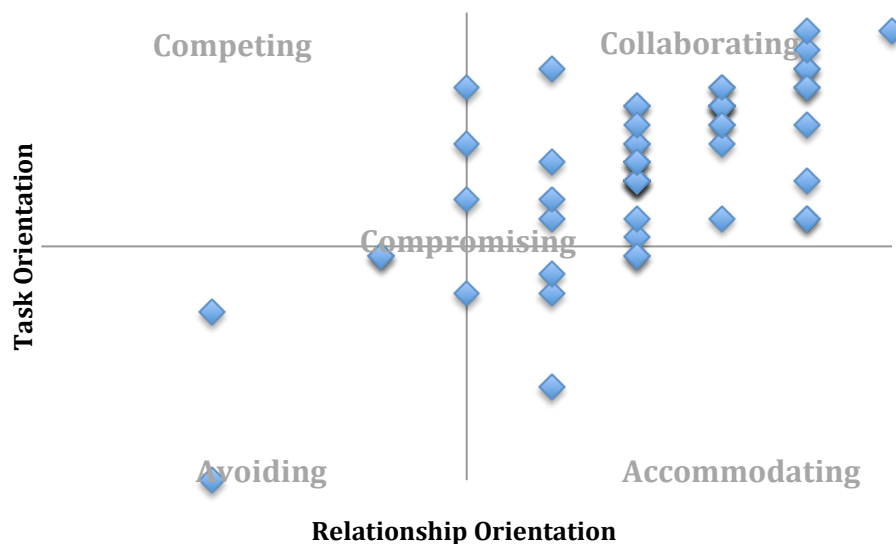 Competing
Collaborating
Task Orientation
Compromising
Avoiding
Accommodating
Relationship Orientation